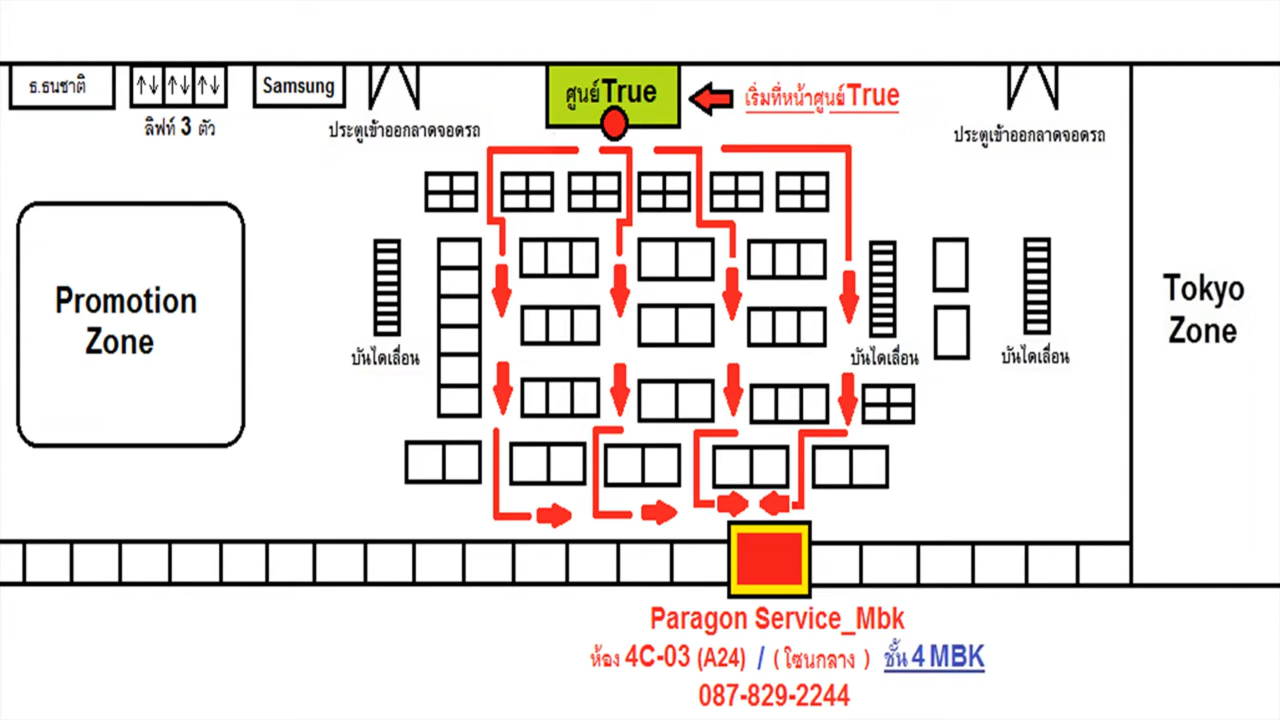 ธ.ธนชาติ
ลิฟท์ 3 ตัว
Samsung
ประตูเข้าออกลาดจอดรถ
ศูนย์True
เริ่มที่หน้าศูนย์True
ประตูเข้าออกลาดจอดรถ
Promotion
Zone
บันไดเลื่อน
บันไดเลื่อน
บันไดเลื่อน
Tokyo
Zone
Paragon Service_Mbk
ห้อง 4C-03 (A24) / ( โซนกลาง ) ชั้น 4 MBK
087-829-2244